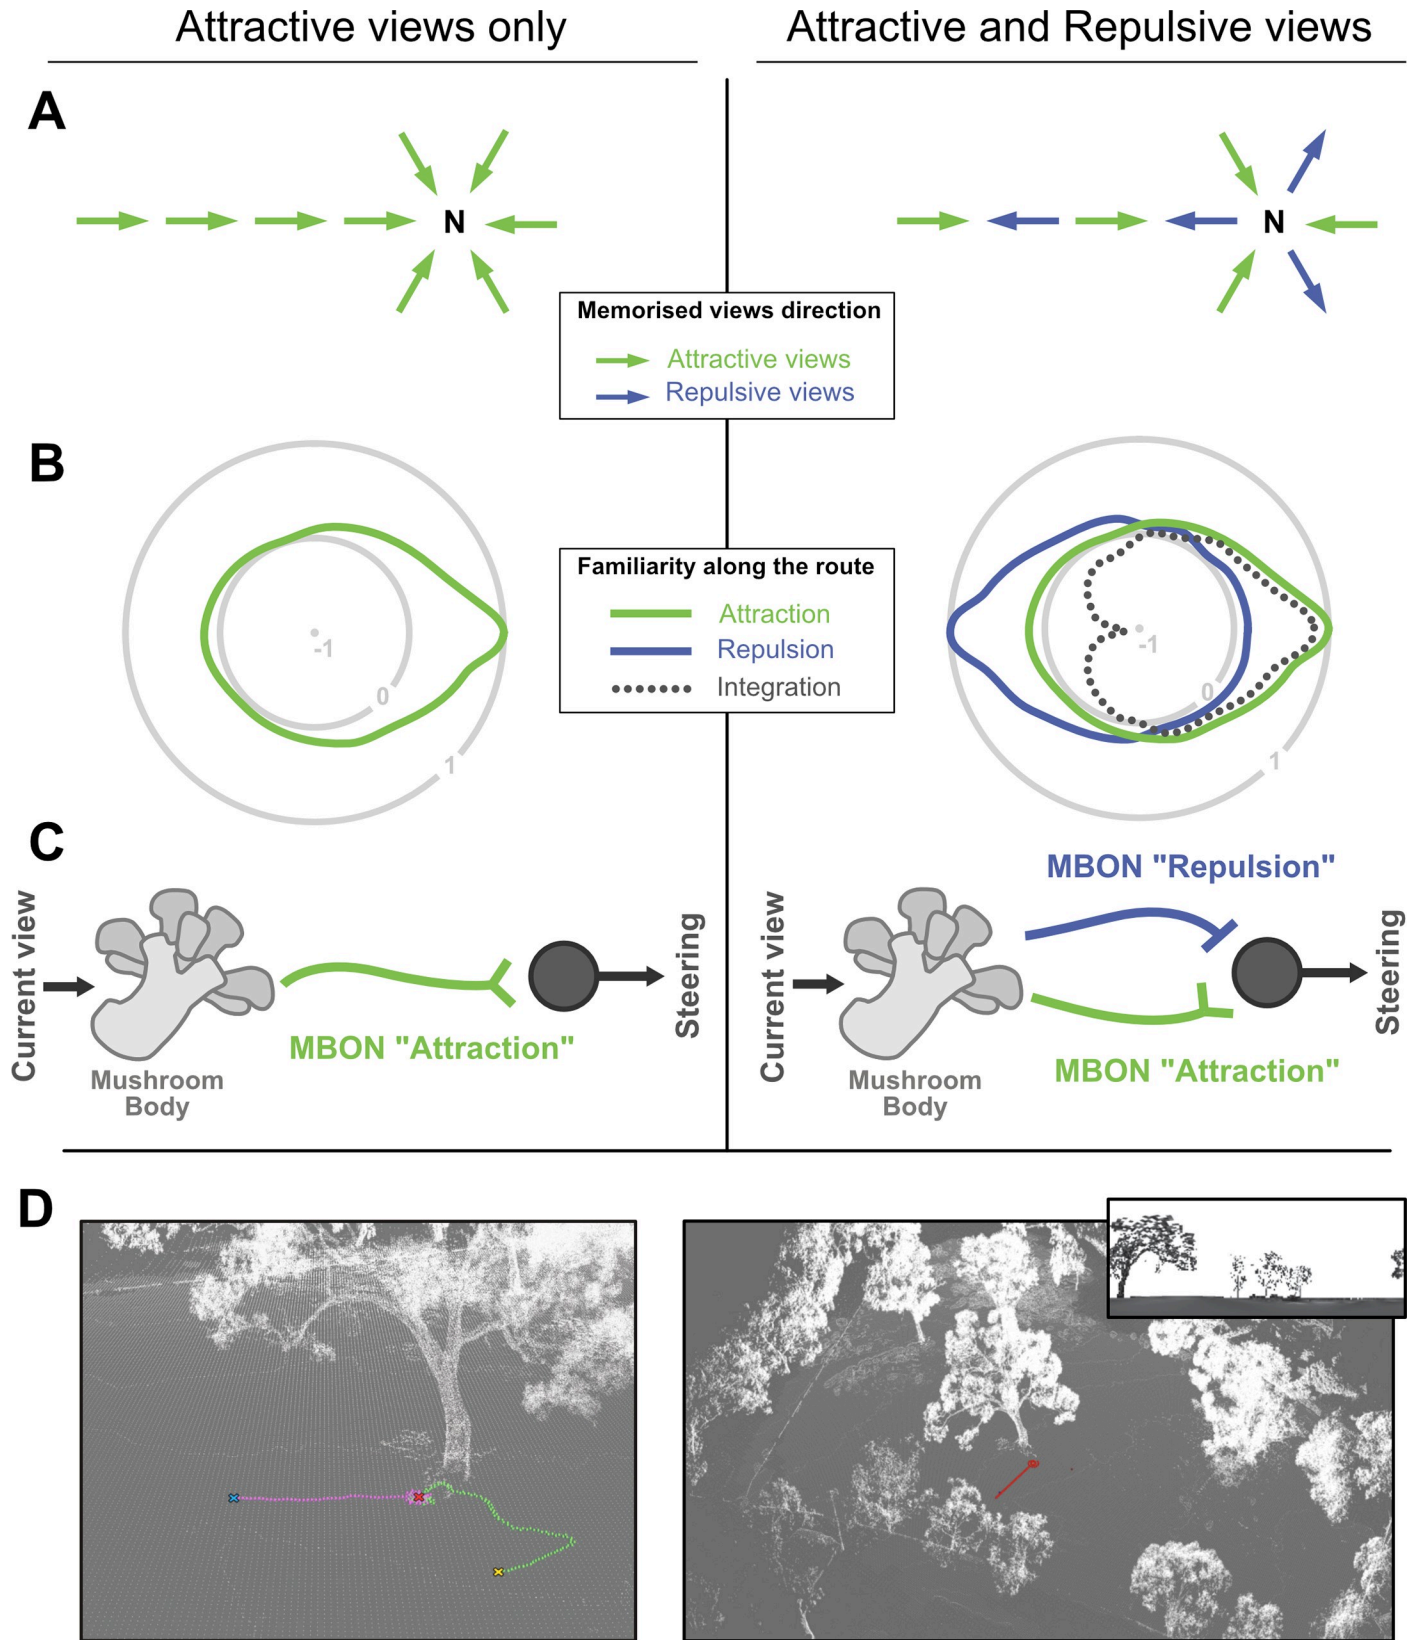 Attractive views only
Attractive and Repulsive views
A
N
N
Memorised views direction
Attractive views
Repulsive views
B
-1
0
1
Familiarity along the route
Attraction
Repulsion
Integration
-1
0
1
C
Current view
Mushroom
Body
MBON "Attraction"
Steering
Current view
Mushroom
Body
MBON "Repulsion"
MBON "Attraction"
Steering
D